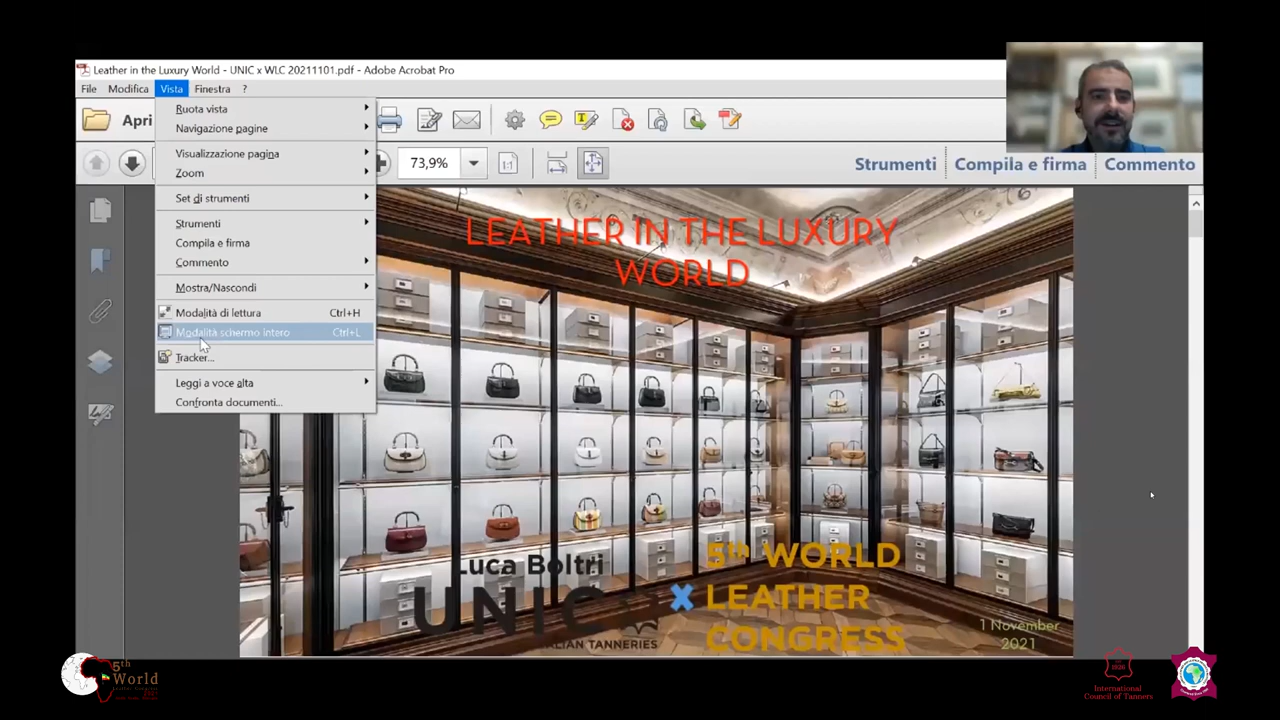 Leather in the Luxury World - UNIC x WLC 20211101.pdf - Adobe Acrobat Pro
File Modifica Vista Finestra ?
Apri
73,9%
1:1
Strumenti Compila e firma Commento
Ruota vista
Navigazione pagine
Visualizzazione pagina
Zoom
Set di strumenti
Strumenti
Compila e firma
Commento
Mostra/Nascondi
Modalità di lettura Ctrl+H
Modalità schermo intero Ctrl+L
Tracker...
Leggi a voce alta
Confronta documenti...
LEATHER IN THE LUXURY
WORLD
Luca Boltri
UNIC
TANNERIES
x
5th WORLD
LEATHER
CONGRESS
1 November
2021
5th
World
International
Council of Tanners